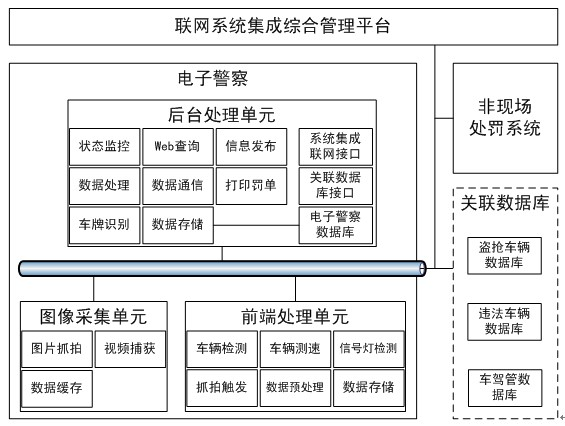 联网系统集成综合管理平台
电子警察
后台处理单元
状态监控
Web查询
信息发布
系统集成
联网接口
数据处理
数据通信
打印罚单
关联数据
库接口
车牌识别
数据存储
电子警察
数据库
图像采集单元
图片抓拍
视频捕获
数据缓存
前端处理单元
车辆检测
车辆测速
信号灯检测
抓拍触发
数据预处理
数据存储
非现场
处罚系统
关联数据库
盗抢车辆
数据库
违法车辆
数据库
车驾管数
据库